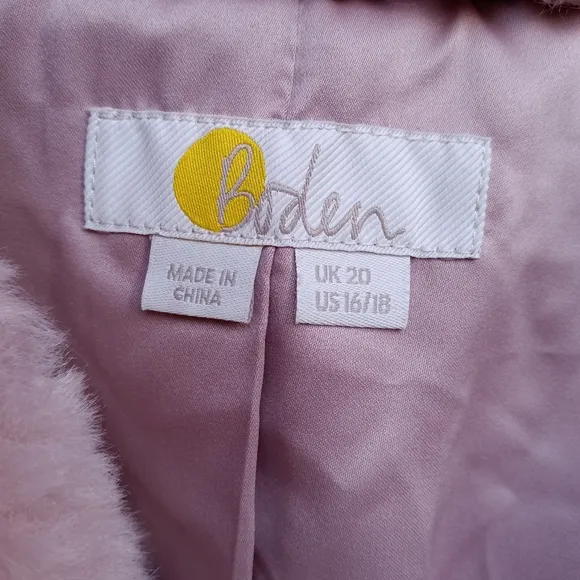 Boden
MADE IN
CHINA
UK 20
US 16/18